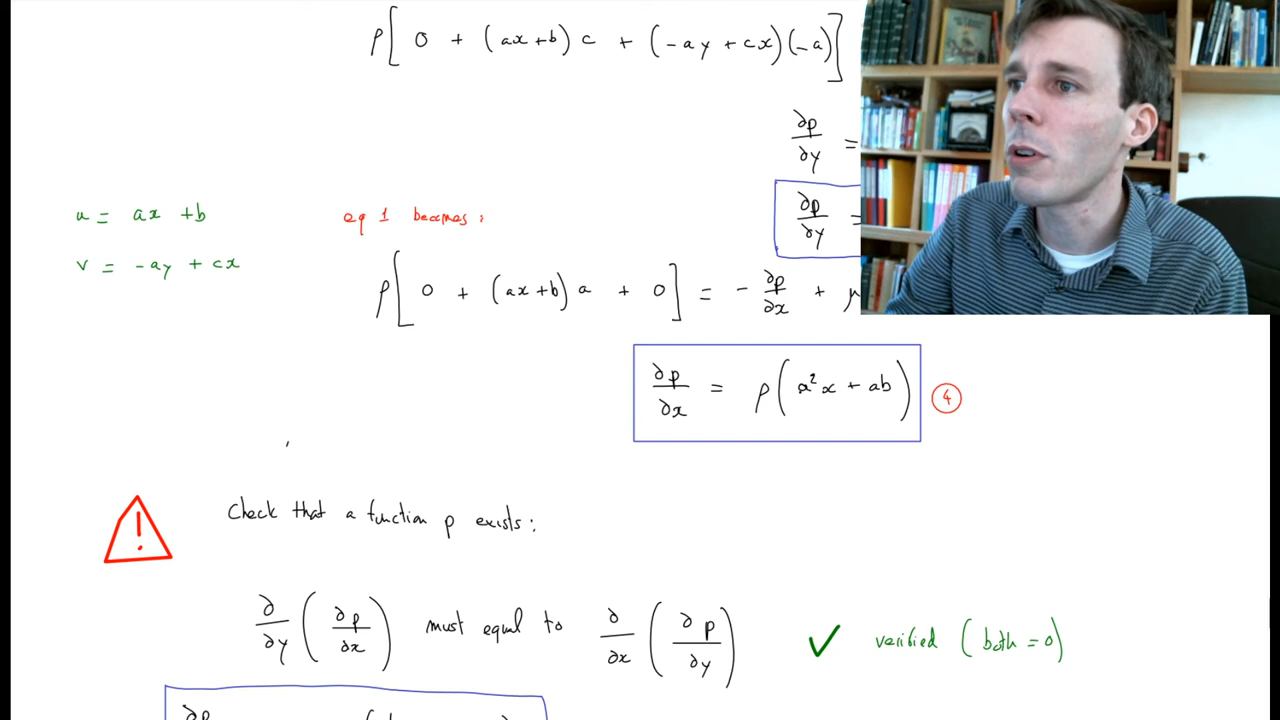 ρ[ 0 + (ax+b) c + (-ay + cx)(-a)]
∂p/∂y =
∂p/∂y =
u = ax + b
v = -ay + cx
eq 1 becomes:
ρ[ 0 + (ax+b) a + 0] = - ∂p/∂x + μ
∂p/∂x = ρ(a²x + ab) ④
!
Check that a function p exists:
∂/∂y (∂p/∂x) must equal to ∂/∂x (∂p/∂y) ✓ verified (both = 0)
∂p